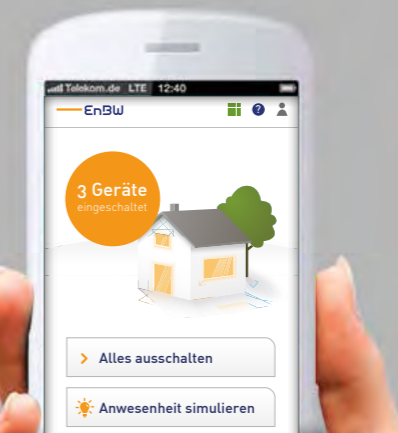 Telekom.de LTE 12:40
EnBW
?
3 Geräte
eingeschaltet
Alles ausschalten
Anwesenheit simulieren